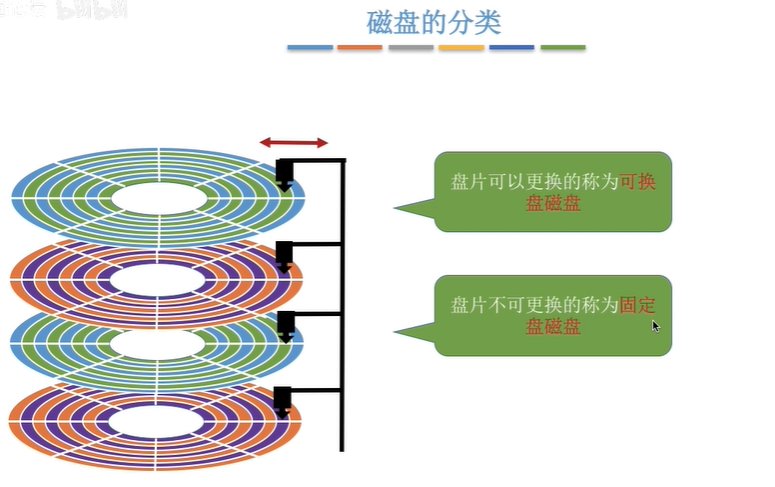 磁盘的分类
盘片可以更换的称为可换
盘磁盘
盘片不可更换的称为固定
盘磁盘